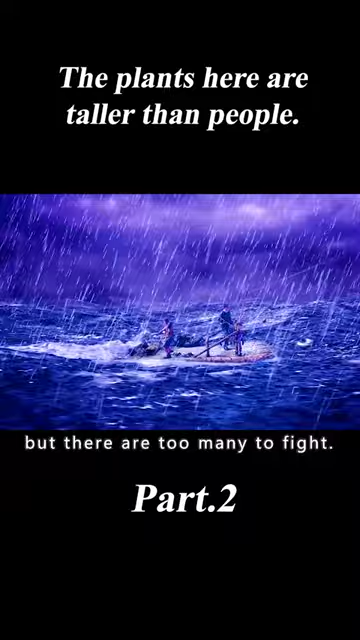 The plants here are
taller than people.
but there are too many to fight.
Part.2